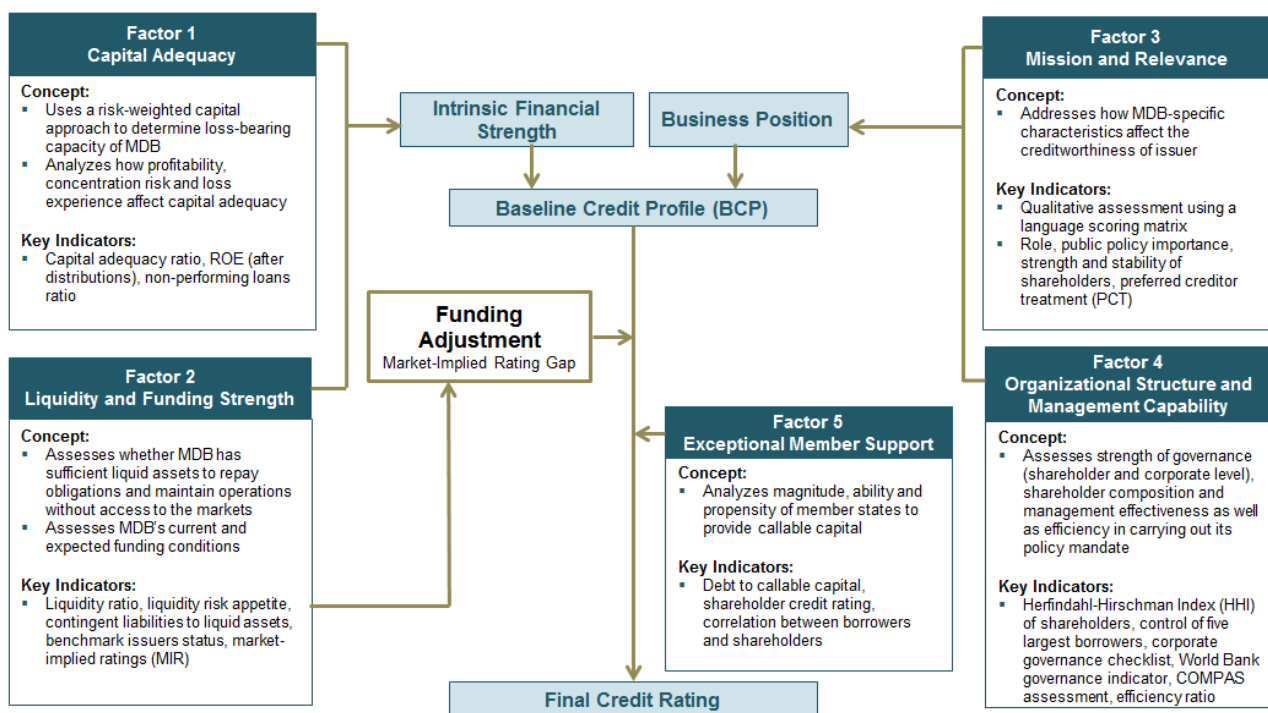 Factor 1
Capital Adequacy
Concept:
▪ Uses a risk-weighted capital
approach to determine loss-bearing
capacity of MDB
▪ Analyzes how profitability,
concentration risk and loss
experience affect capital adequacy
Key Indicators:
▪ Capital adequacy ratio, ROE (after
distributions), non-performing loans
ratio
Factor 2
Liquidity and Funding Strength
Concept:
▪ Assesses whether MDB has
sufficient liquid assets to repay
obligations and maintain operations
without access to the markets
▪ Assesses MDB's current and
expected funding conditions
Key Indicators:
▪ Liquidity ratio, liquidity risk appetite,
contingent liabilities to liquid assets,
benchmark issuers status, market-
implied ratings (MIR)
Intrinsic Financial
Strength
Business Position
Baseline Credit Profile (BCP)
Funding
Adjustment
Market-Implied Rating Gap
Factor 5
Exceptional Member Support
Concept:
▪ Analyzes magnitude, ability and
propensity of member states to
provide callable capital
Key Indicators:
▪ Debt to callable capital,
shareholder credit rating,
correlation between borrowers
and shareholders
Final Credit Rating
Factor 3
Mission and Relevance
Concept:
▪ Addresses how MDB-specific
characteristics affect the
creditworthiness of issuer
Key Indicators:
▪ Qualitative assessment using a
language scoring matrix
▪ Role, public policy importance,
strength and stability of
shareholders, preferred creditor
treatment (PCT)
Factor 4
Organizational Structure and
Management Capability
Concept:
▪ Assesses strength of governance
(shareholder and corporate level),
shareholder composition and
management effectiveness as well
as efficiency in carrying out its
policy mandate
Key Indicators:
▪ Herfindahl-Hirschman Index (HHI)
of shareholders, control of five
largest borrowers, corporate
governance checklist, World Bank
governance indicator, COMPAS
assessment, efficiency ratio